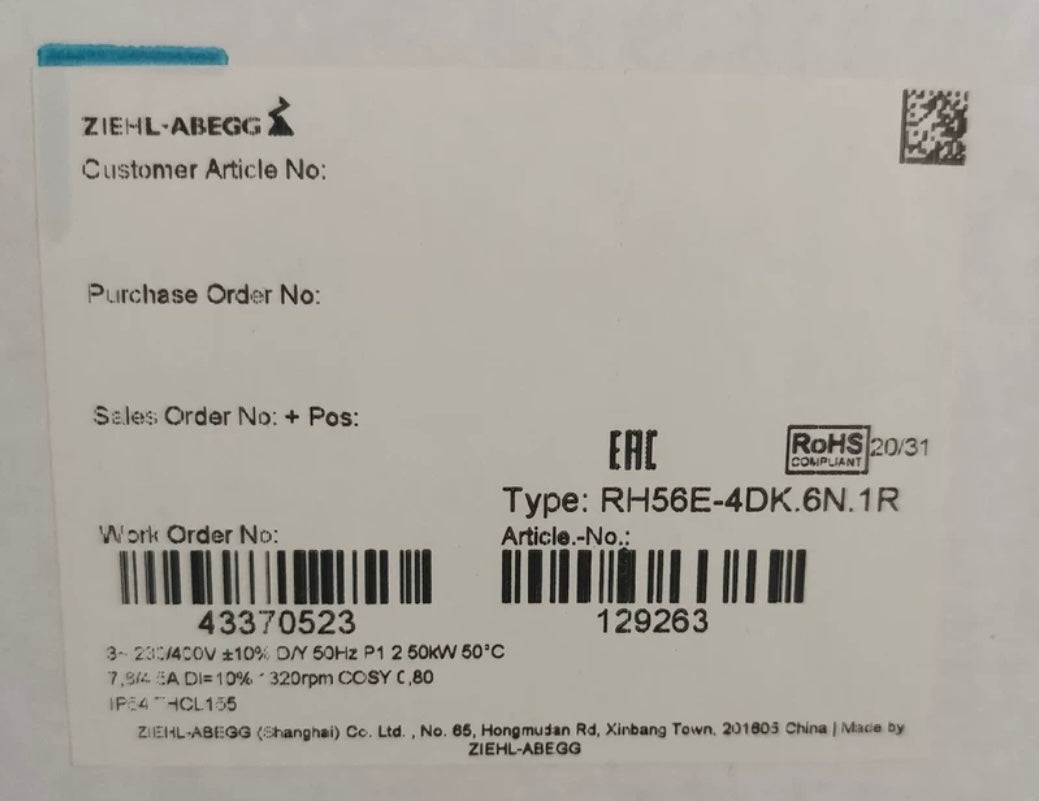 ZIEHL-ABEGG
Customer Article No:
Purchase Order No:
Sales Order No: + Pos:
EAC
RoHS
COMPLIANT
20/31
Type: RH56E-4DK.6N.1R
Work Order No:
Article.-No.:
43370523
129263
3~ 230/400V ±10% D/Y 50Hz P1 2 50kW 50°C
DI=10% 1320rpm COSY 0,80
IP54 THCL155
ZIEHL-ABEGG (Shanghai) Co. Ltd. , No. 65, Hongmudan Rd, Xinbang Town, 201605 China | Made by
ZIEHL-ABEGG